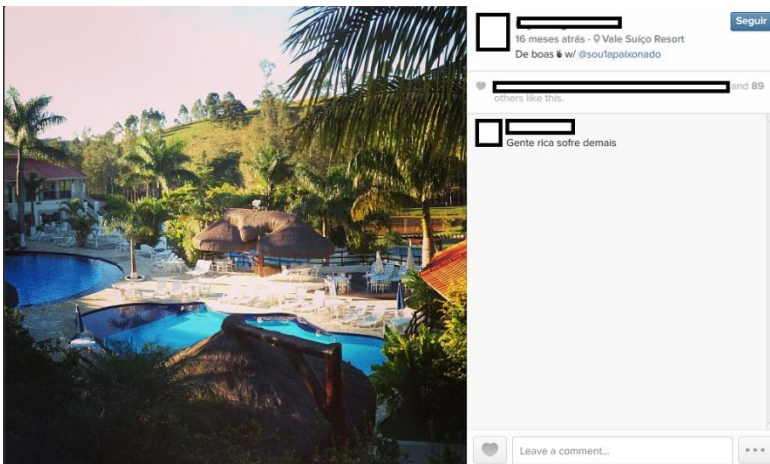 Seguir
16 meses atrás - Vale Suíço Resort
De boas w/ @sou1apaixonado
and 89
others like this.
Gente rica sofre demais
Leave a comment...